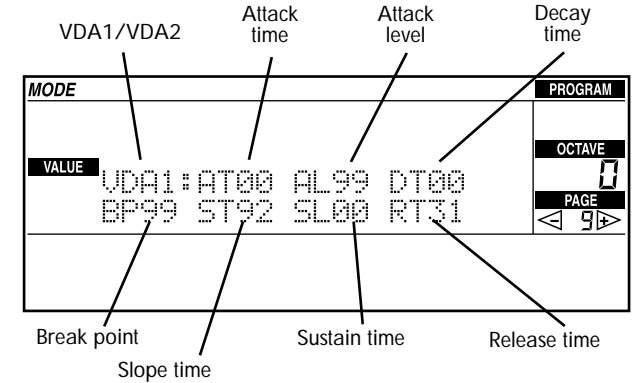 VDA1/VDA2
Attack time
Attack level
Decay time
MODE
PROGRAM
VALUE
VDA1:AT00 AL99 DT00
BP99 ST92 SL00 RT31
OCTAVE
0
PAGE
- 9 +
Break point
Slope time
Sustain time
Release time